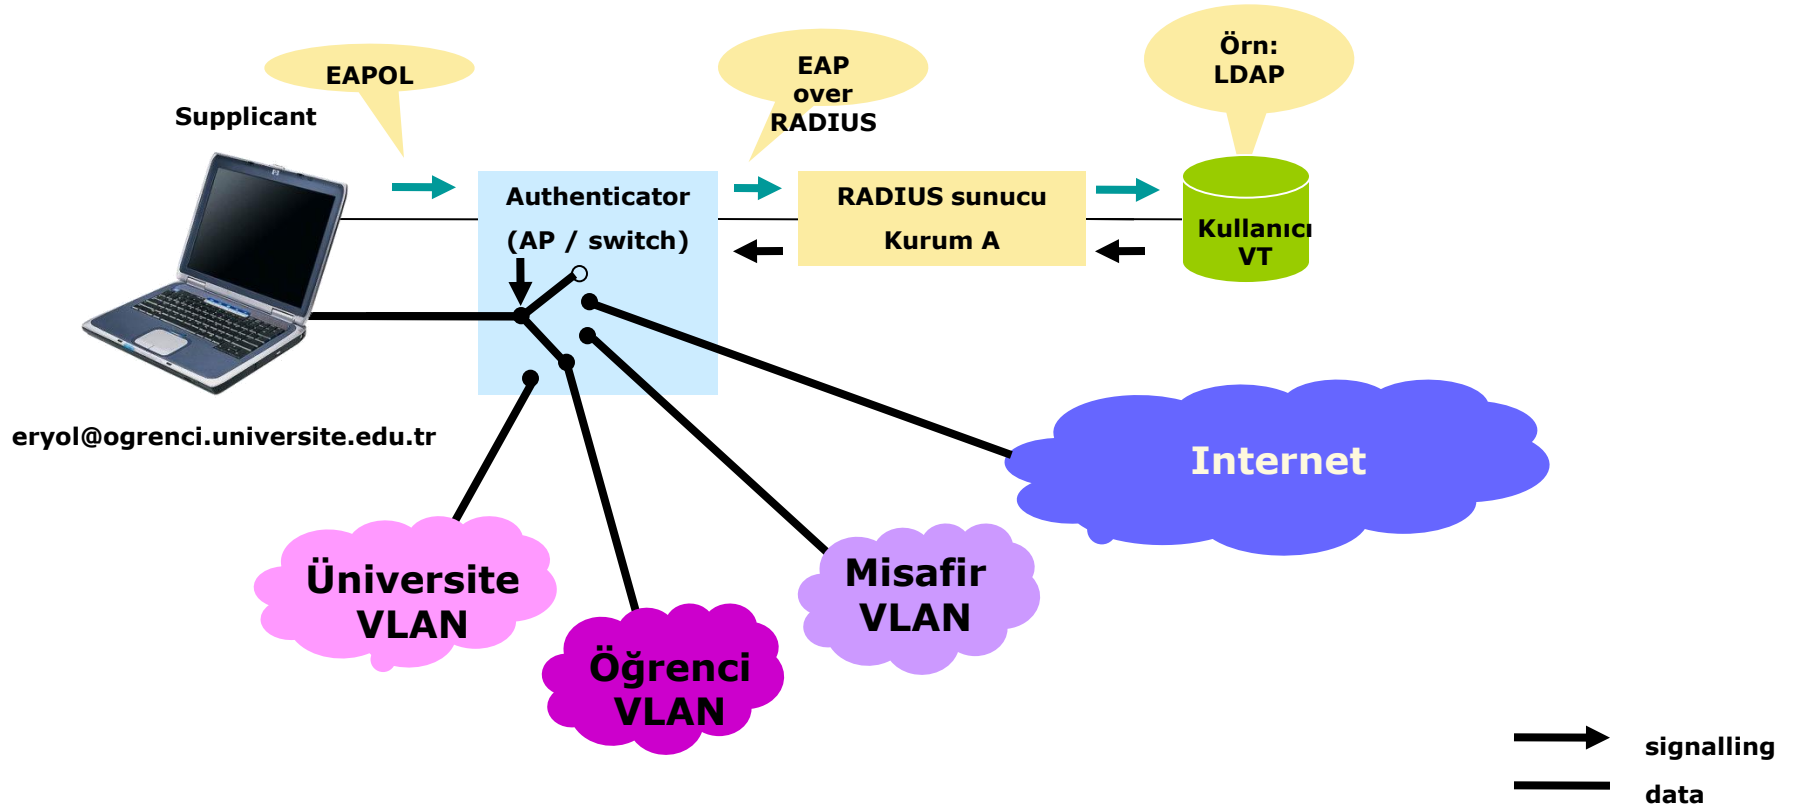 EAPOL
EAP
over
RADIUS
Örn:
LDAP
Supplicant
Authenticator
(AP / switch)
RADIUS sunucu
Kurum A
Kullanıcı
VT
eryol@ogrenci.universite.edu.tr
Internet
Üniversite
VLAN
Misafir
VLAN
Öğrenci
VLAN
signalling
data